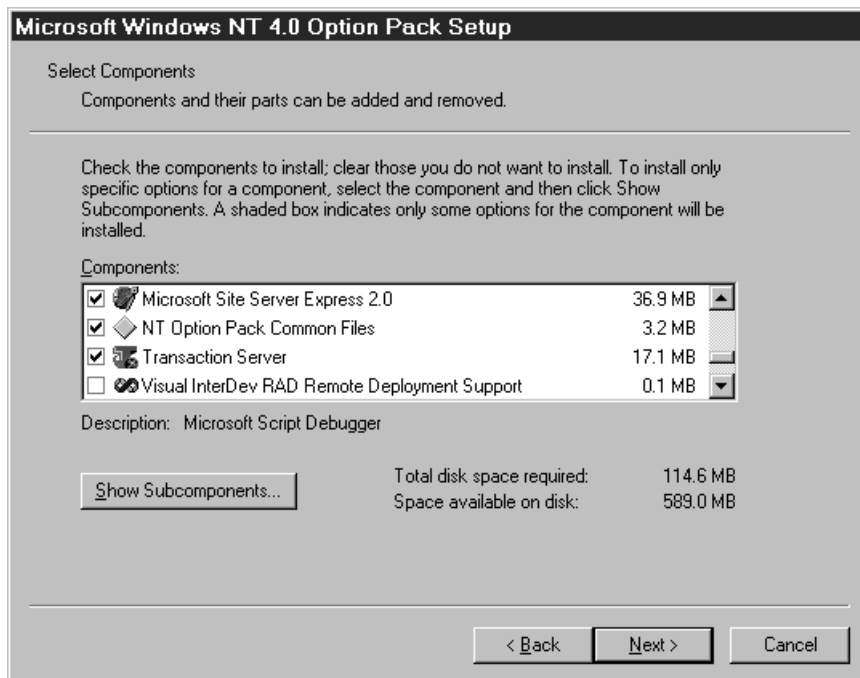 Microsoft Windows NT 4.0 Option Pack Setup
Select Components
Components and their parts can be added and removed.
Check the components to install; clear those you do not want to install. To install only
specific options for a component, select the component and then click Show
Subcomponents. A shaded box indicates only some options for the component will be
installed.
Components:
Microsoft Site Server Express 2.0 36.9 MB
NT Option Pack Common Files 3.2 MB
Transaction Server 17.1 MB
Visual InterDev RAD Remote Deployment Support 0.1 MB
Description: Microsoft Script Debugger
Show Subcomponents... Total disk space required: 114.6 MB
Space available on disk: 589.0 MB
< Back Next > Cancel